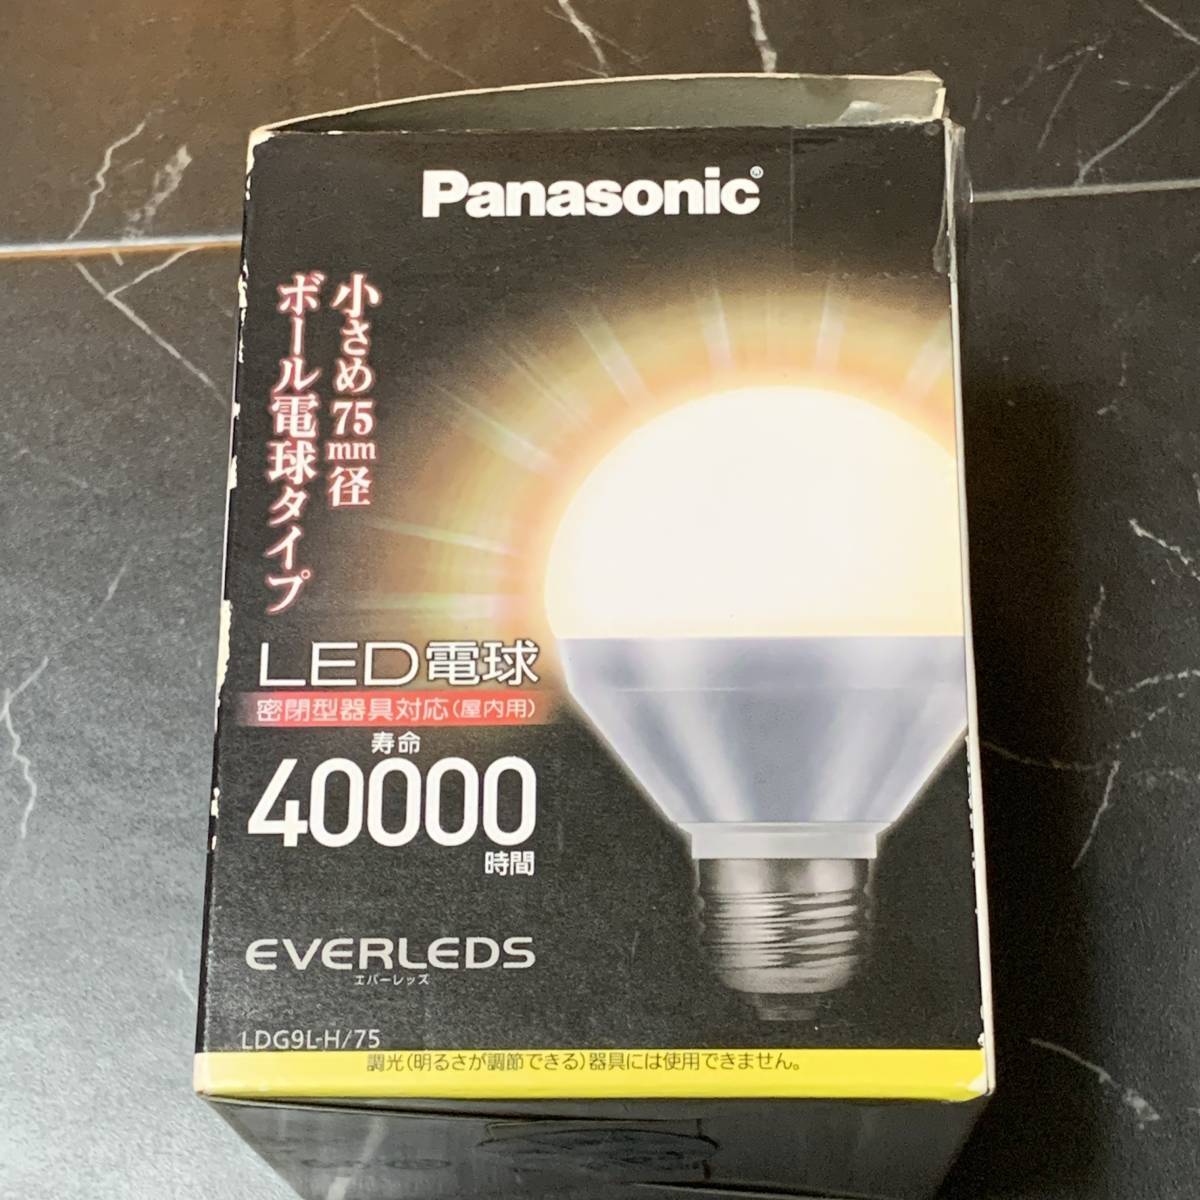 Panasonic®
小さめ75mm径
ボール電球タイプ
LED電球
密閉型器具対応(屋内用)
寿命
40000
時間
EVERLEDS
エバーレッズ
LDG9L-H/75
調光(明るさが調節できる)器具には使用できません。